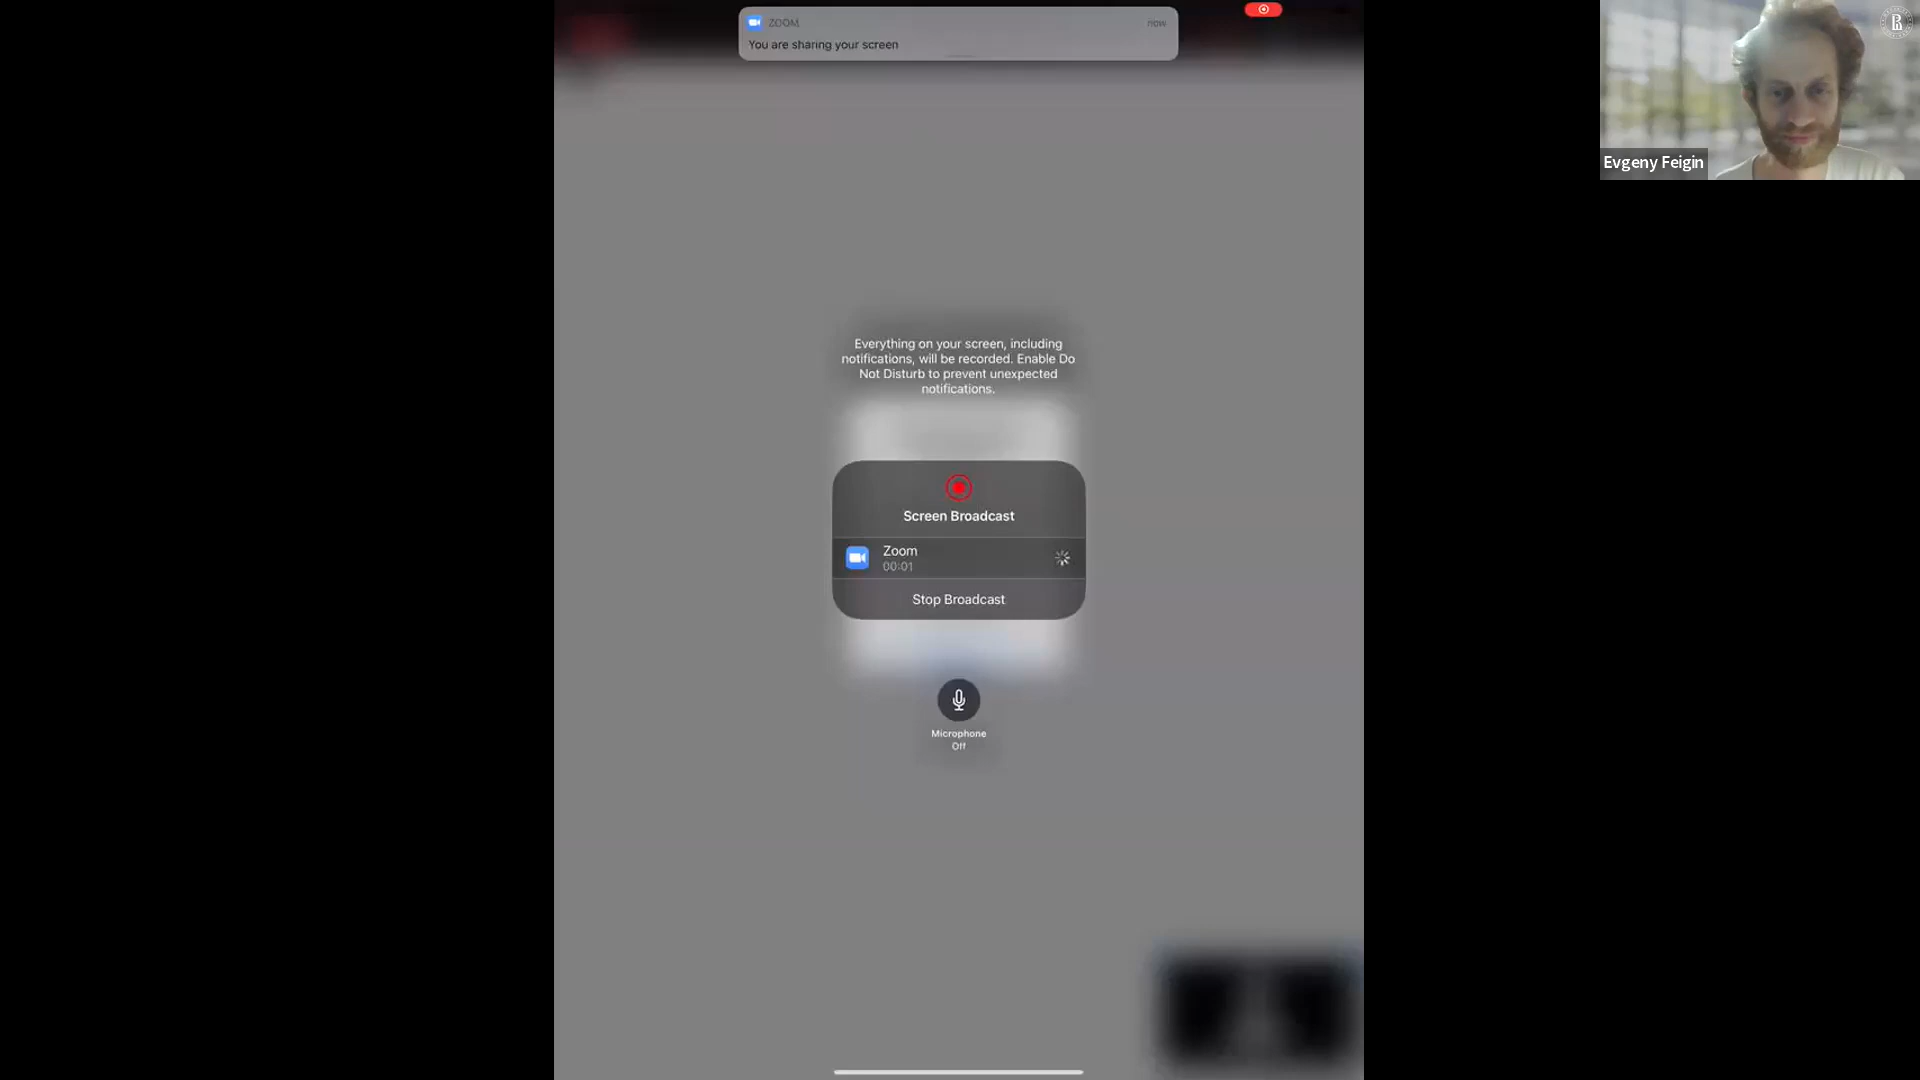 ZOOM
now
You are sharing your screen
Evgeny Feigin
Everything on your screen, including
notifications, will be recorded. Enable Do
Not Disturb to prevent unexpected
notifications.
Screen Broadcast
Zoom
00:01
Stop Broadcast
Microphone
Off